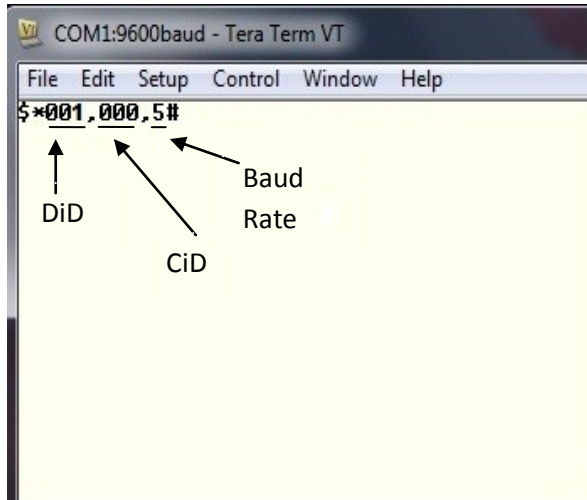 COM1:9600baud - Tera Term VT
File Edit Setup Control Window Help
$*001,000,5#
DiD
CiD
Baud
Rate